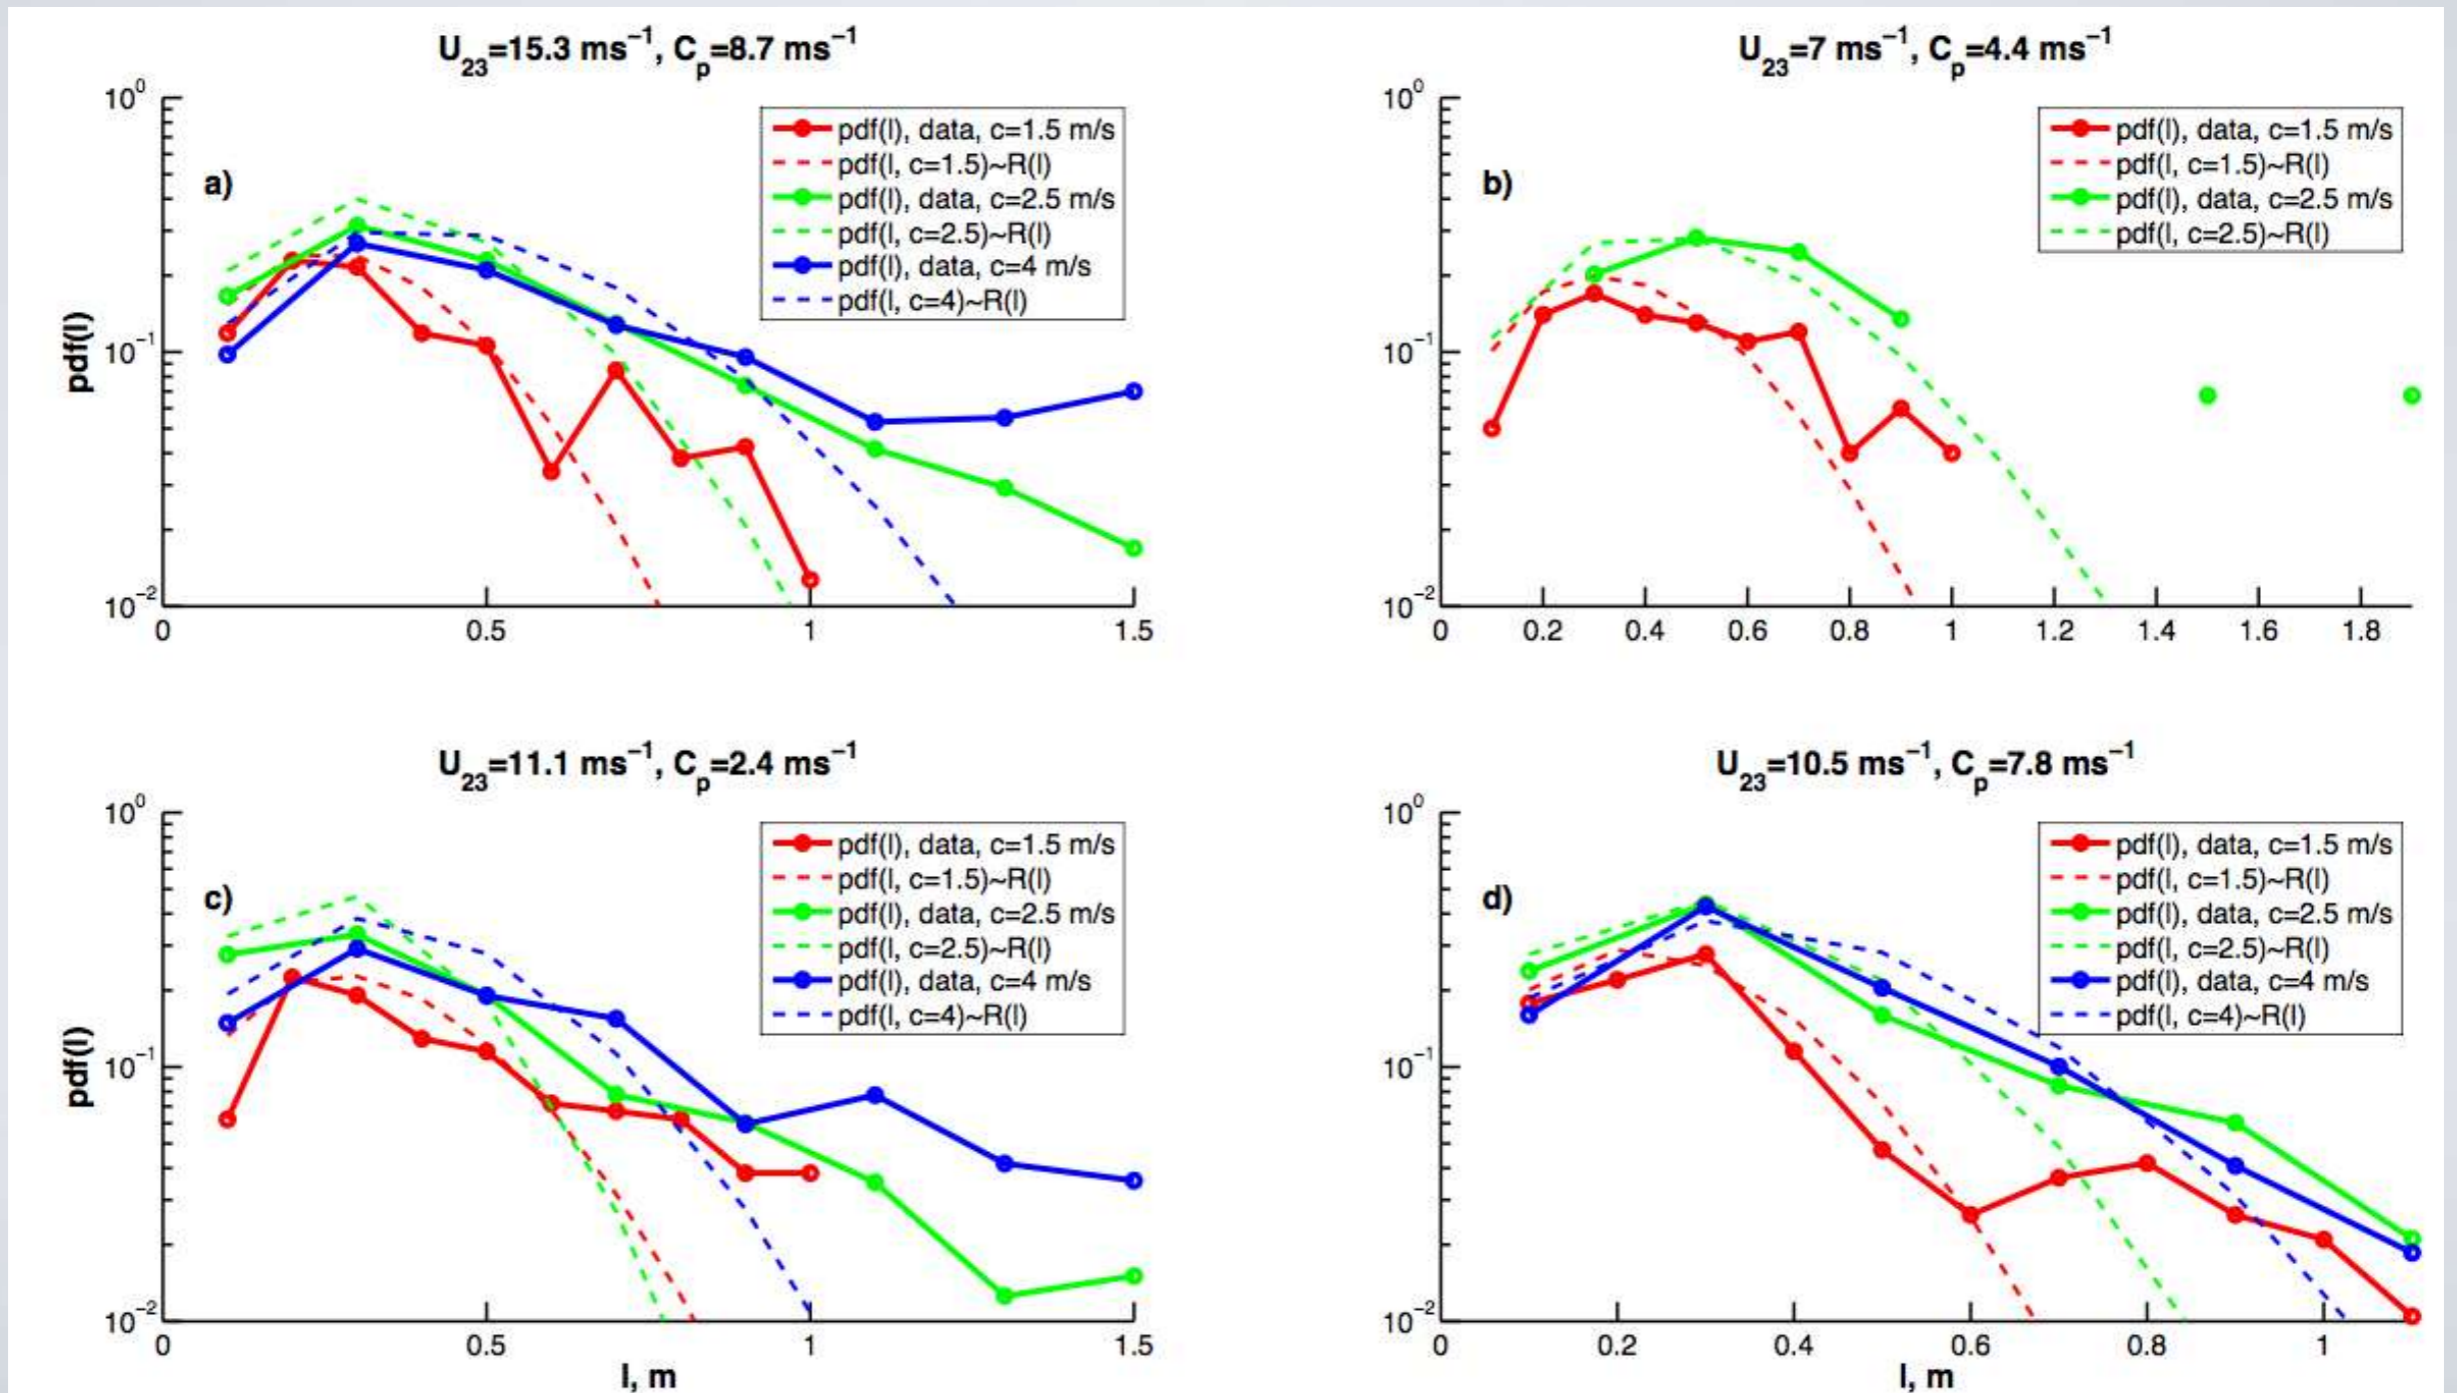 U23=15.3 ms−1, Cp=8.7 ms−1
100
10−1
10−2
pdf(l)
a)
pdf(l), data, c=1.5 m/s
pdf(l, c=1.5)~R(l)
pdf(l), data, c=2.5 m/s
pdf(l, c=2.5)~R(l)
pdf(l), data, c=4 m/s
pdf(l, c=4)~R(l)
0 0.5 1 1.5
U23=7 ms−1, Cp=4.4 ms−1
100
10−1
10−2
b)
pdf(l), data, c=1.5 m/s
pdf(l, c=1.5)~R(l)
pdf(l), data, c=2.5 m/s
pdf(l, c=2.5)~R(l)
0 0.2 0.4 0.6 0.8 1 1.2 1.4 1.6 1.8
U23=11.1 ms−1, Cp=2.4 ms−1
100
10−1
10−2
pdf(l)
c)
pdf(l), data, c=1.5 m/s
pdf(l, c=1.5)~R(l)
pdf(l), data, c=2.5 m/s
pdf(l, c=2.5)~R(l)
pdf(l), data, c=4 m/s
pdf(l, c=4)~R(l)
0 0.5 1 1.5
l, m
U23=10.5 ms−1, Cp=7.8 ms−1
100
10−1
10−2
d)
pdf(l), data, c=1.5 m/s
pdf(l, c=1.5)~R(l)
pdf(l), data, c=2.5 m/s
pdf(l, c=2.5)~R(l)
pdf(l), data, c=4 m/s
pdf(l, c=4)~R(l)
0 0.2 0.4 0.6 0.8 1
l, m